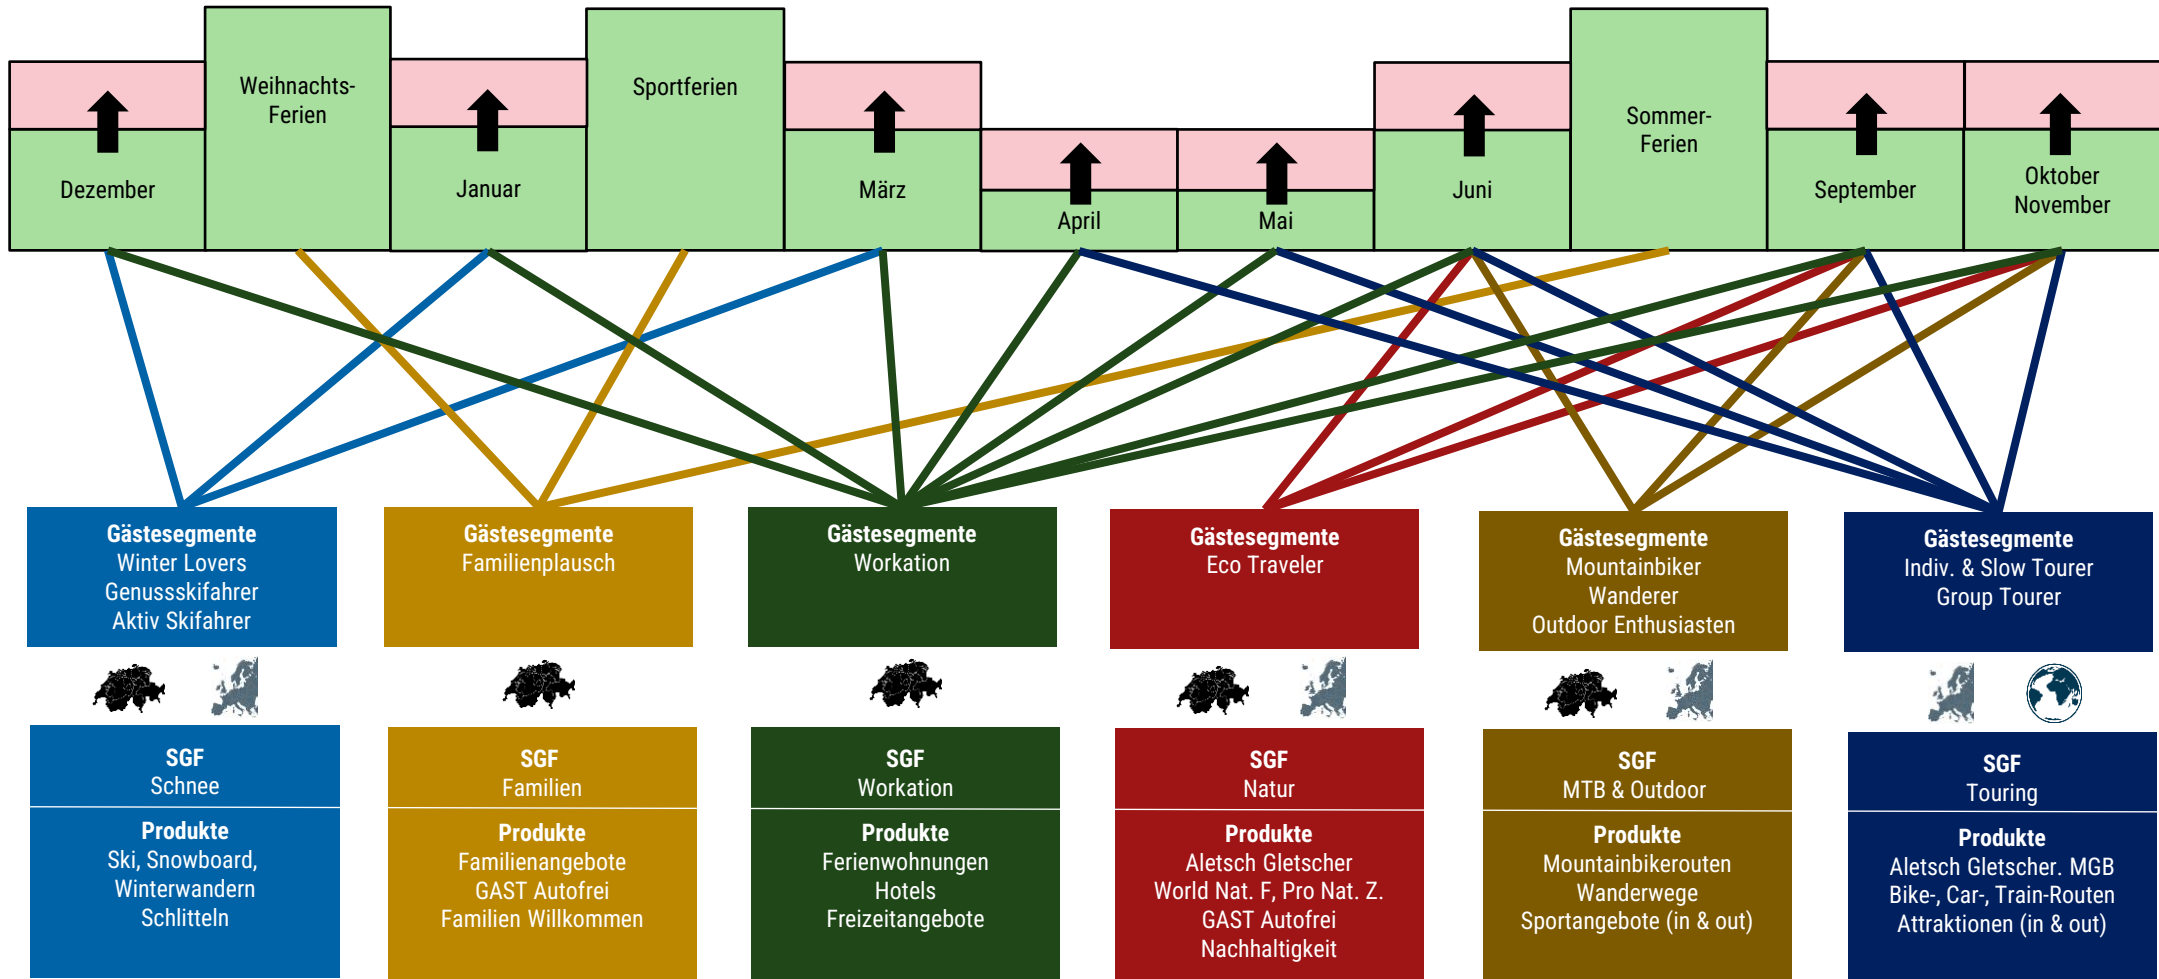 Weihnachts-
Ferien
Sportferien
Sommer-
Ferien
Dezember
Januar
März
April
Mai
Juni
September
Oktober
November
Gästesegmente
Winter Lovers
Genussskifahrer
Aktiv Skifahrer
Gästesegmente
Familienplausch
Gästesegmente
Workation
Gästesegmente
Eco Traveler
Gästesegmente
Mountainbiker
Wanderer
Outdoor Enthusiasten
Gästesegmente
Indiv. & Slow Tourer
Group Tourer
SGF
Schnee
Produkte
Ski, Snowboard,
Winterwandern
Schlitteln
SGF
Familien
Produkte
Familienangebote
GAST Autofrei
Familien Willkommen
SGF
Workation
Produkte
Ferienwohnungen
Hotels
Freizeitangebote
SGF
Natur
Produkte
Aletsch Gletscher
World Nat. F, Pro Nat. Z.
GAST Autofrei
Nachhaltigkeit
SGF
MTB & Outdoor
Produkte
Mountainbikerouten
Wanderwege
Sportangebote (in & out)
SGF
Touring
Produkte
Aletsch Gletscher. MGB
Bike-, Car-, Train-Routen
Attraktionen (in & out)